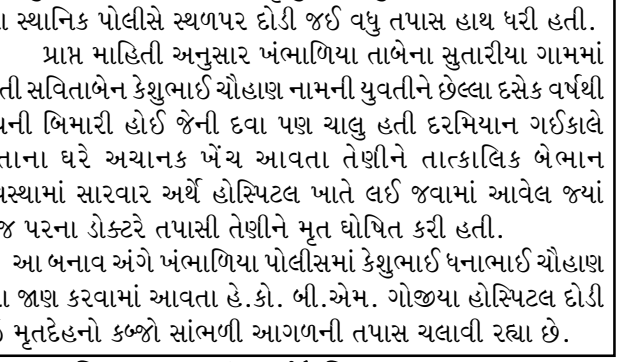 સ્થાનિક પોલીસે સ્થળપર દોડી જઈ વધુ તપાસ હાથ ધરી હતી.
પ્રાપ્ત માહિતી અનુસાર ખંભાળિયા તાબેના સુતારીયા ગામમાં
સવિતાબેન કેશુભાઈ ચૌહાણ નામની યુવતીને છેલ્લા દસેક વર્ષથી
બિમારી હોઈ જેની દવા પણ ચાલુ હતી દરમિયાન ગઈકાલે
ઘરે અચાનક ખેંચ આવતા તેણીને તાત્કાલિક બેભાન
સારવાર અર્થે હોસ્પિટલ ખાતે લઈ જવામાં આવેલ જ્યાં
પરના ડોક્ટરે તપાસી તેણીને મૃત ઘોષિત કરી હતી.
આ બનાવ અંગે ખંભાળિયા પોલીસમાં કેશુભાઈ ધનાભાઈ ચૌહાણ
જાણ કરવામાં આવતા હે.કો. બી.એમ. ગોજીયા હોસ્પિટલ દોડી
મૃતદેહનો કબ્જો સાંભળી આગળની તપાસ ચલાવી રહ્યા છે.